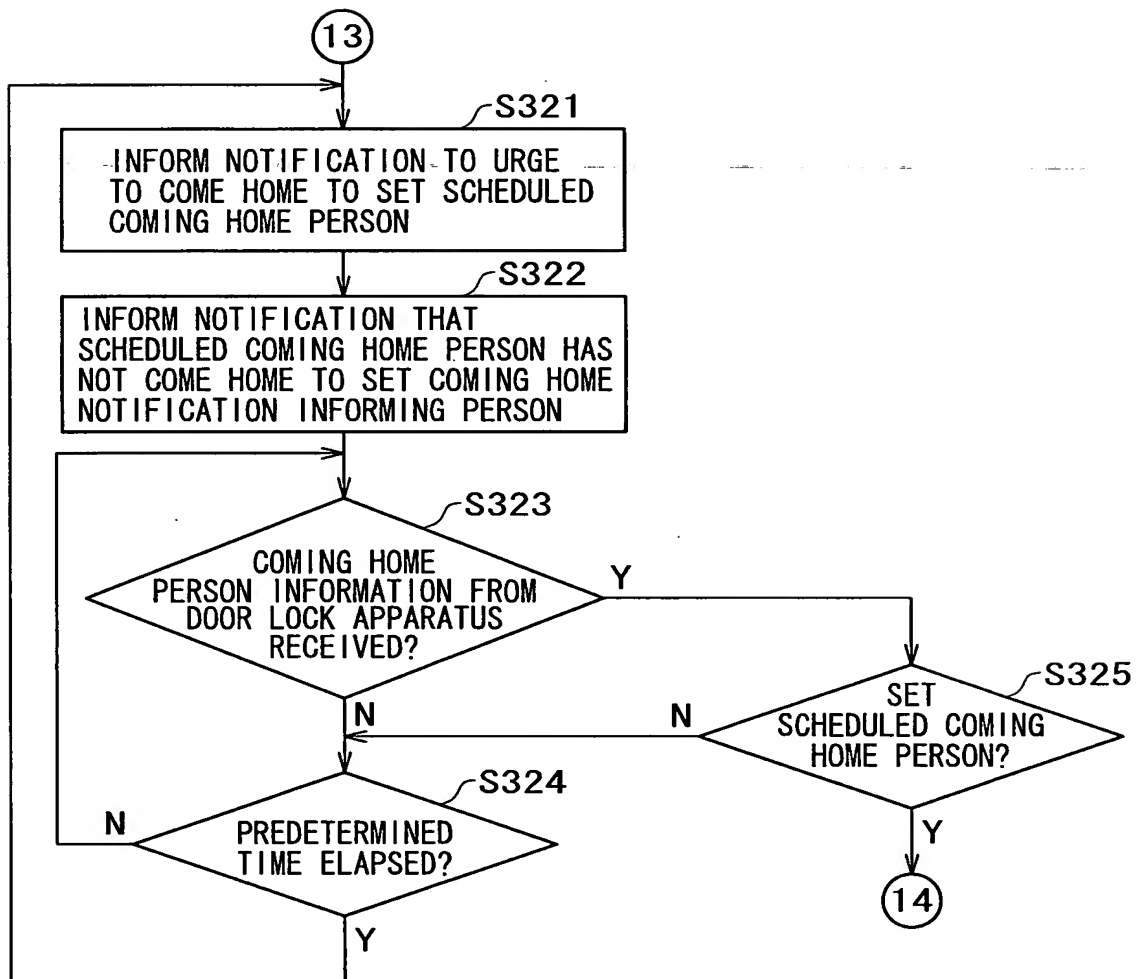 13
S321
INFORM NOTIFICATION TO URGE
TO COME HOME TO SET SCHEDULED
COMING HOME PERSON
S322
INFORM NOTIFICATION THAT
SCHEDULED COMING HOME PERSON HAS
NOT COME HOME TO SET COMING HOME
NOTIFICATION INFORMING PERSON
S323
COMING HOME
PERSON INFORMATION FROM
DOOR LOCK APPARATUS
RECEIVED?
Y
N
S325
SET
SCHEDULED COMING
HOME PERSON?
N
Y
S324
PREDETERMINED
TIME ELAPSED?
N
Y
14